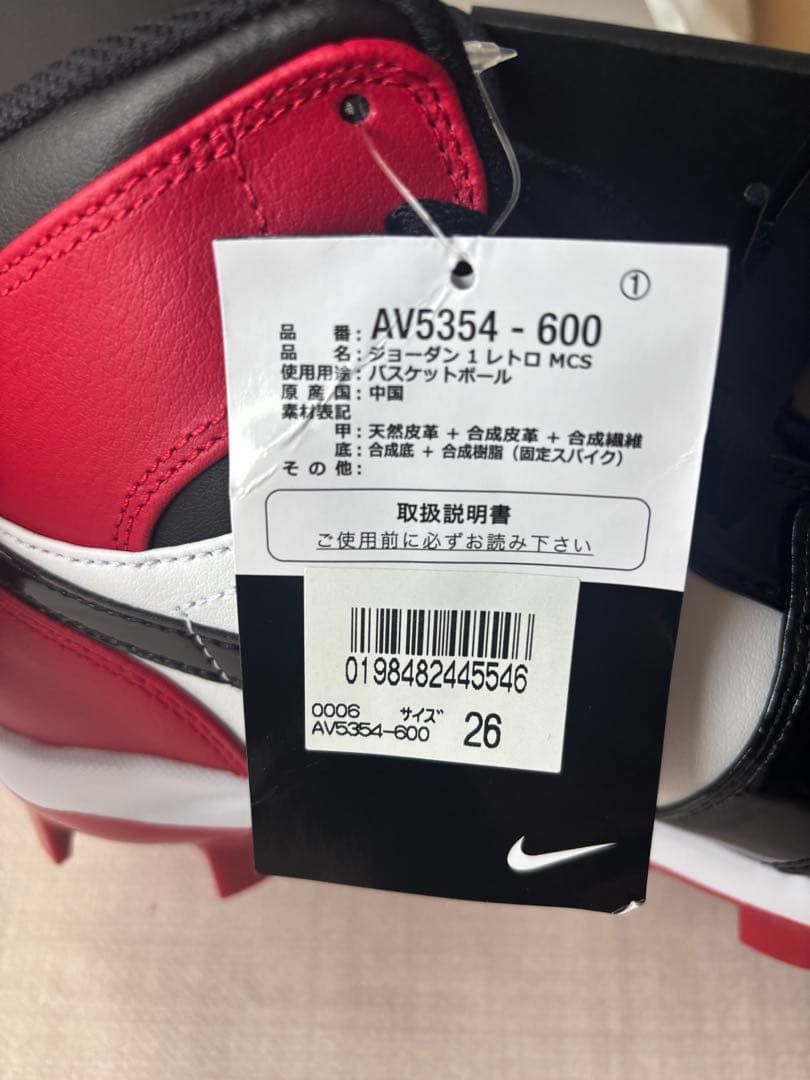 ①
品 番: AV5354 - 600
品 名: ジョーダン 1 レトロ MCS
使用用途: バスケットボール
原 産 国: 中国
素材表記
甲: 天然皮革 + 合成皮革 + 合成繊維
底: 合成底 + 合成樹脂 (固定スパイク)
そ の 他:
取扱説明書
ご使用前に必ずお読み下さい
0198482445546
0006 サイズ 26
AV5354-600